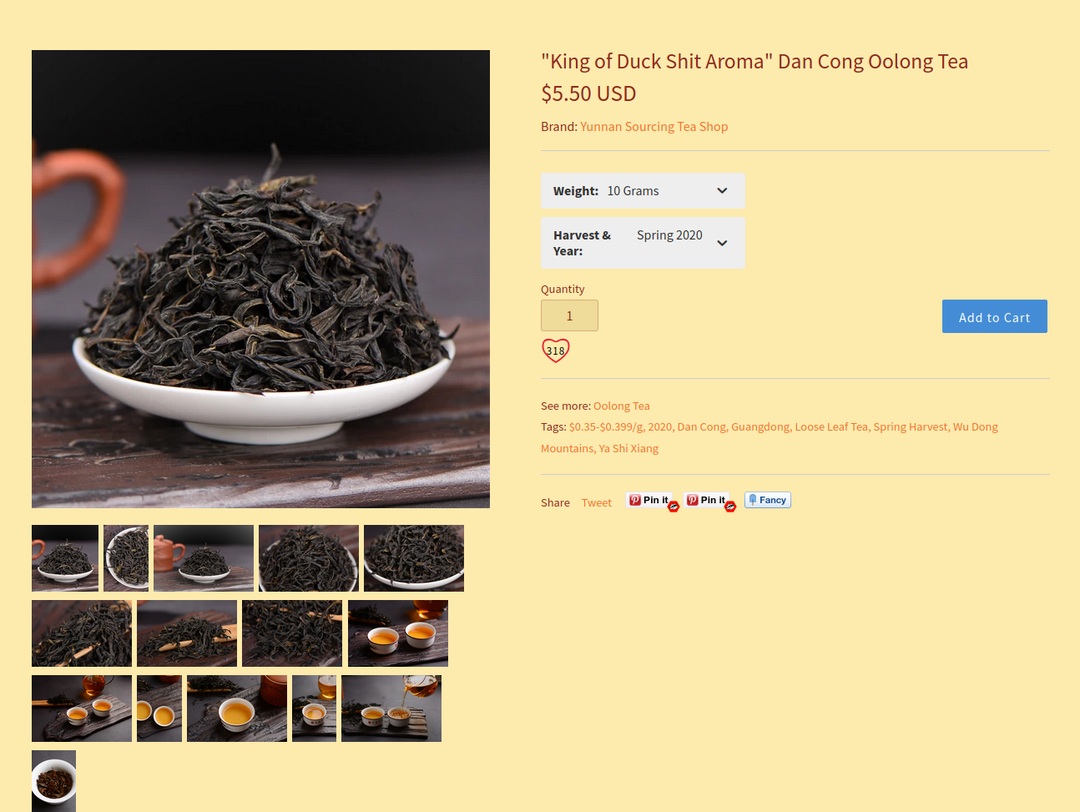 "King of Duck Shit Aroma" Dan Cong Oolong Tea
$5.50 USD
Brand: Yunnan Sourcing Tea Shop
Weight: 10 Grams
Harvest & Spring 2020
Year:
Quantity
1
Add to Cart
318
See more: Oolong Tea
Tags: $0.35-$0.399/g, 2020, Dan Cong, Guangdong, Loose Leaf Tea, Spring Harvest, Wu Dong
Mountains, Ya Shi Xiang
Share Tweet Pin it Pin it Fancy